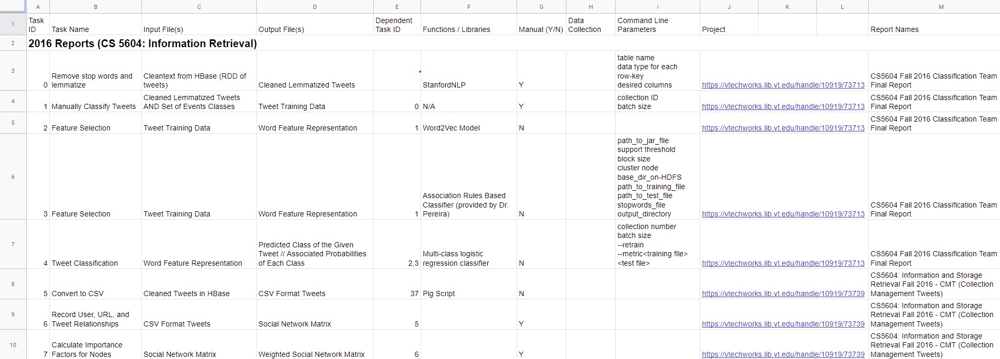 A B C D E F G H I J K L M
1 Task ID Task Name Input File(s) Output File(s) Dependent Task ID Functions / Libraries Manual (Y/N) Data Collection Command Line Parameters Project Report Names
2 2016 Reports (CS 5604: Information Retrieval)
3
0
Remove stop words and
lemmatize
Cleantext from HBase (RDD of
tweets)
Cleaned Lemmatized Tweets
StanfordNLP
Y
table name
data type for each
row-key
desired columns
https://vtechworks.lib.vt.edu/handle/10919/73713
CS5604 Fall 2016 Classification Team
Final Report
4
1
Manually Classify Tweets
Cleaned Lemmatized Tweets
AND Set of Events Classes
Tweet Training Data
0
N/A
Y
collection ID
batch size
https://vtechworks.lib.vt.edu/handle/10919/73713
CS5604 Fall 2016 Classification Team
Final Report
5
2
Feature Selection
Tweet Training Data
Word Feature Representation
1
Word2Vec Model
N
https://vtechworks.lib.vt.edu/handle/10919/73713
CS5604 Fall 2016 Classification Team
Final Report
6
3
Feature Selection
Tweet Training Data
Word Feature Representation
1
Association Rules Based
Classifier (provided by Dr.
Pereira)
N
path_to_jar_file
support threshold
block size
cluster node
base_dir_on-HDFS
path_to_training_file
path_to_test_file
stopwords_file
output_directory
https://vtechworks.lib.vt.edu/handle/10919/73713
CS5604 Fall 2016 Classification Team
Final Report
7
4
Tweet Classification
Word Feature Representation
Predicted Class of the Given
Tweet // Associated Probabilities
of Each Class
2,3
Multi-class logistic
regression classifier
N
collection number
batch size
--retrain
--metric<training file>
<test file>
https://vtechworks.lib.vt.edu/handle/10919/73713
CS5604 Fall 2016 Classification Team
Final Report
8
5
Convert to CSV
Cleaned Tweets in HBase
CSV Format Tweets
37
Pig Script
N
https://vtechworks.lib.vt.edu/handle/10919/73739
CS5604: Information and Storage
Retrieval Fall 2016 - CMT (Collection
Management Tweets)
9
6
Record User, URL, and
Tweet Relationships
CSV Format Tweets
Social Network Matrix
5
Y
https://vtechworks.lib.vt.edu/handle/10919/73739
CS5604: Information and Storage
Retrieval Fall 2016 - CMT (Collection
Management Tweets)
10
7
Calculate Importance
Factors for Nodes
Social Network Matrix
Weighted Social Network Matrix
6
Y
https://vtechworks.lib.vt.edu/handle/10919/73739
CS5604: Information and Storage
Retrieval Fall 2016 - CMT (Collection
Management Tweets)